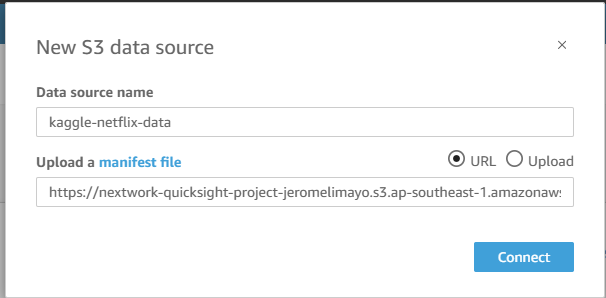 New S3 data source
Data source name
kaggle-netflix-data
Upload a manifest file URL Upload
https://nextwork-quicksight-project-jeromelimayo.s3.ap-southeast-1.amazonaws
Connect